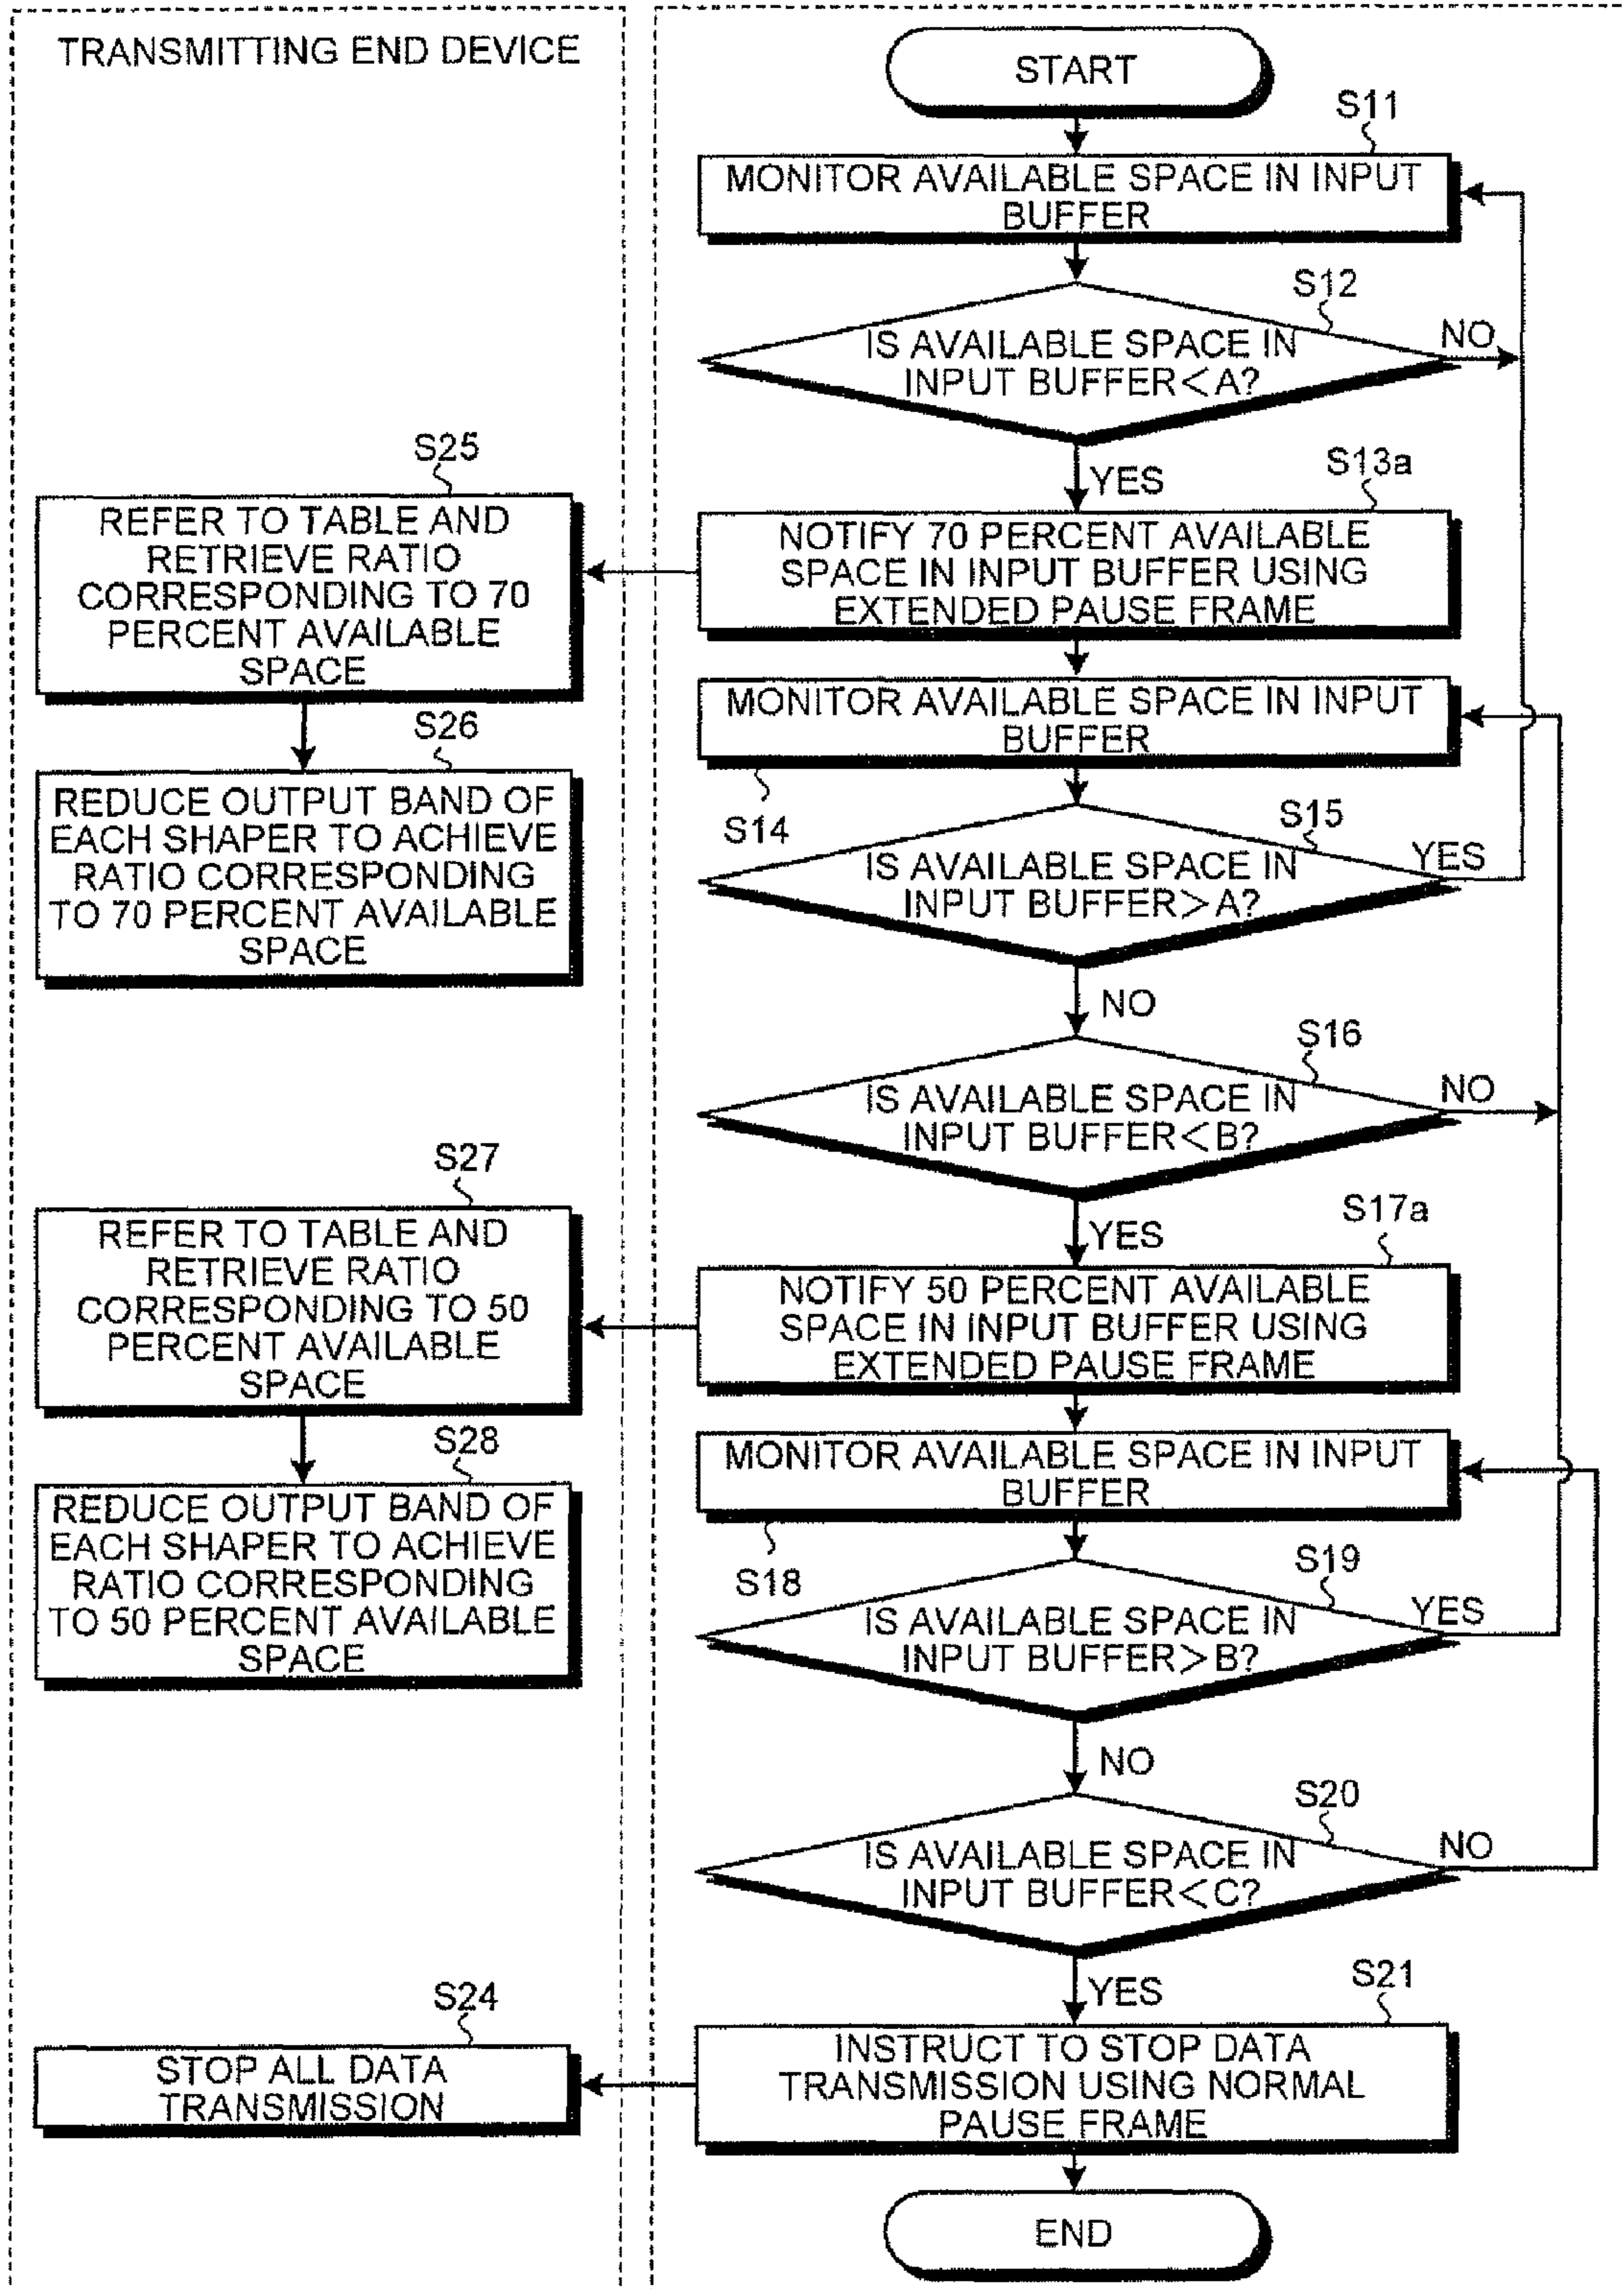 TRANSMITTING END DEVICE
START
S11
MONITOR AVAILABLE SPACE IN INPUT
BUFFER
S12
IS AVAILABLE SPACE IN
INPUT BUFFER<A?
NO
YES
S13a
NOTIFY 70 PERCENT AVAILABLE
SPACE IN INPUT BUFFER USING
EXTENDED PAUSE FRAME
S25
REFER TO TABLE AND
RETRIEVE RATIO
CORRESPONDING TO 70
PERCENT AVAILABLE
SPACE
S26
REDUCE OUTPUT BAND OF
EACH SHAPER TO ACHIEVE
RATIO CORRESPONDING
TO 70 PERCENT AVAILABLE
SPACE
MONITOR AVAILABLE SPACE IN INPUT
BUFFER
S14
S15
IS AVAILABLE SPACE IN
INPUT BUFFER>A?
YES
NO
S16
IS AVAILABLE SPACE IN
INPUT BUFFER<B?
NO
YES
S17a
NOTIFY 50 PERCENT AVAILABLE
SPACE IN INPUT BUFFER USING
EXTENDED PAUSE FRAME
S27
REFER TO TABLE AND
RETRIEVE RATIO
CORRESPONDING TO 50
PERCENT AVAILABLE
SPACE
S28
REDUCE OUTPUT BAND OF
EACH SHAPER TO ACHIEVE
RATIO CORRESPONDING
TO 50 PERCENT AVAILABLE
SPACE
MONITOR AVAILABLE SPACE IN INPUT
BUFFER
S18
S19
IS AVAILABLE SPACE IN
INPUT BUFFER>B?
YES
NO
S20
IS AVAILABLE SPACE IN
INPUT BUFFER<C?
NO
YES
S21
INSTRUCT TO STOP DATA
TRANSMISSION USING NORMAL
PAUSE FRAME
S24
STOP ALL DATA
TRANSMISSION
END